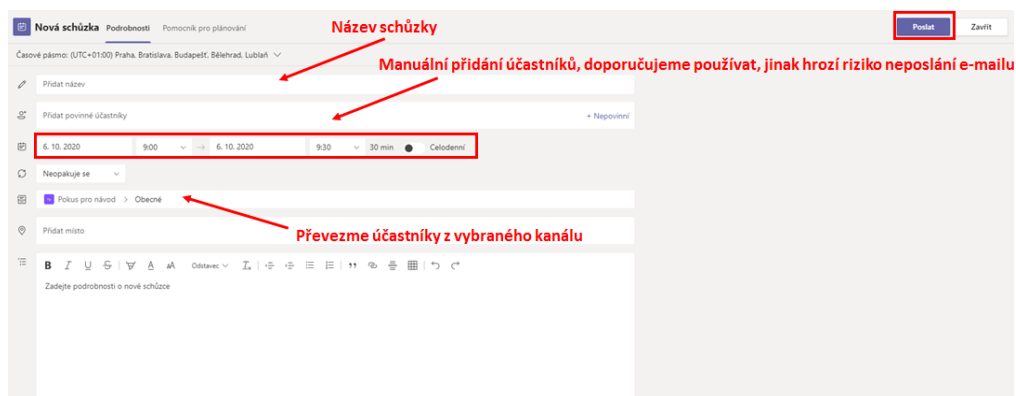 Nová schůzka Podrobnosti Pomocník pro plánování
Název schůzky
Poslat Zavřít
Časové pásmo: (UTC+01:00) Praha, Bratislava, Budapešť, Bělehrad, Lublaň
Manuální přidání účastníků, doporučujeme používat, jinak hrozí riziko neposlání e-mailu
Přidat název
Přidat povinné účastníky + Nepovinní
6. 10. 2020 9:00 → 6. 10. 2020 9:30 30 min Celodenní
Neopakuje se
Pokus pro návod > Obecné
Přidat místo
Převezme účastníky z vybraného kanálu
B I U S A AA Odstavec
Zadejte podrobnosti o nové schůzce